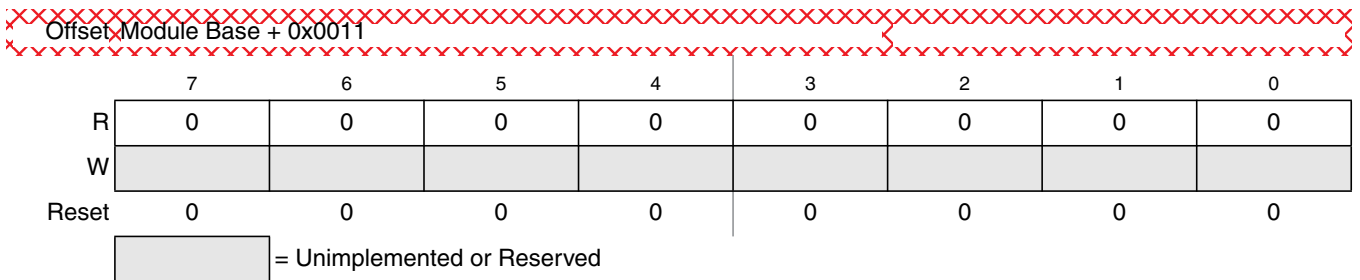 Offset Module Base + 0x0011
7 6 5 4 3 2 1 0
R 0 0 0 0 0 0 0 0
W
Reset 0 0 0 0 0 0 0 0
= Unimplemented or Reserved